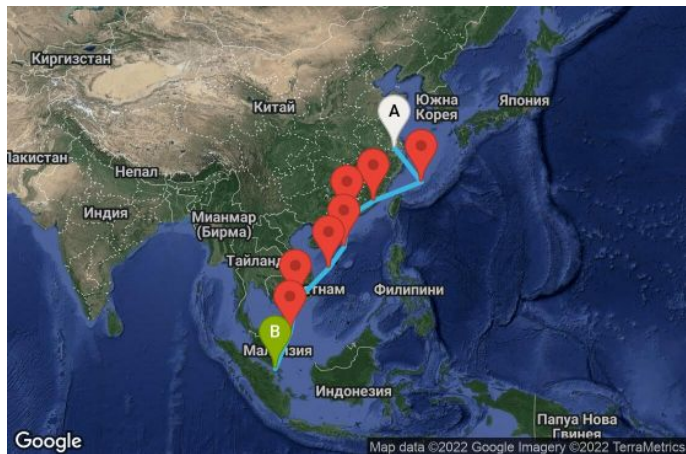 Киргизстан
Китай
A
Южна
Корея
Япония
Пакистан
Непал
Индия
Мианмар
(Бирма)
Тайланд
тнам
Филипини
B
Мал
зия
Индонезия
Папуа Нова
Гвинея
Google
Map data ©2022 Google Imagery ©2022 TerraMetrics